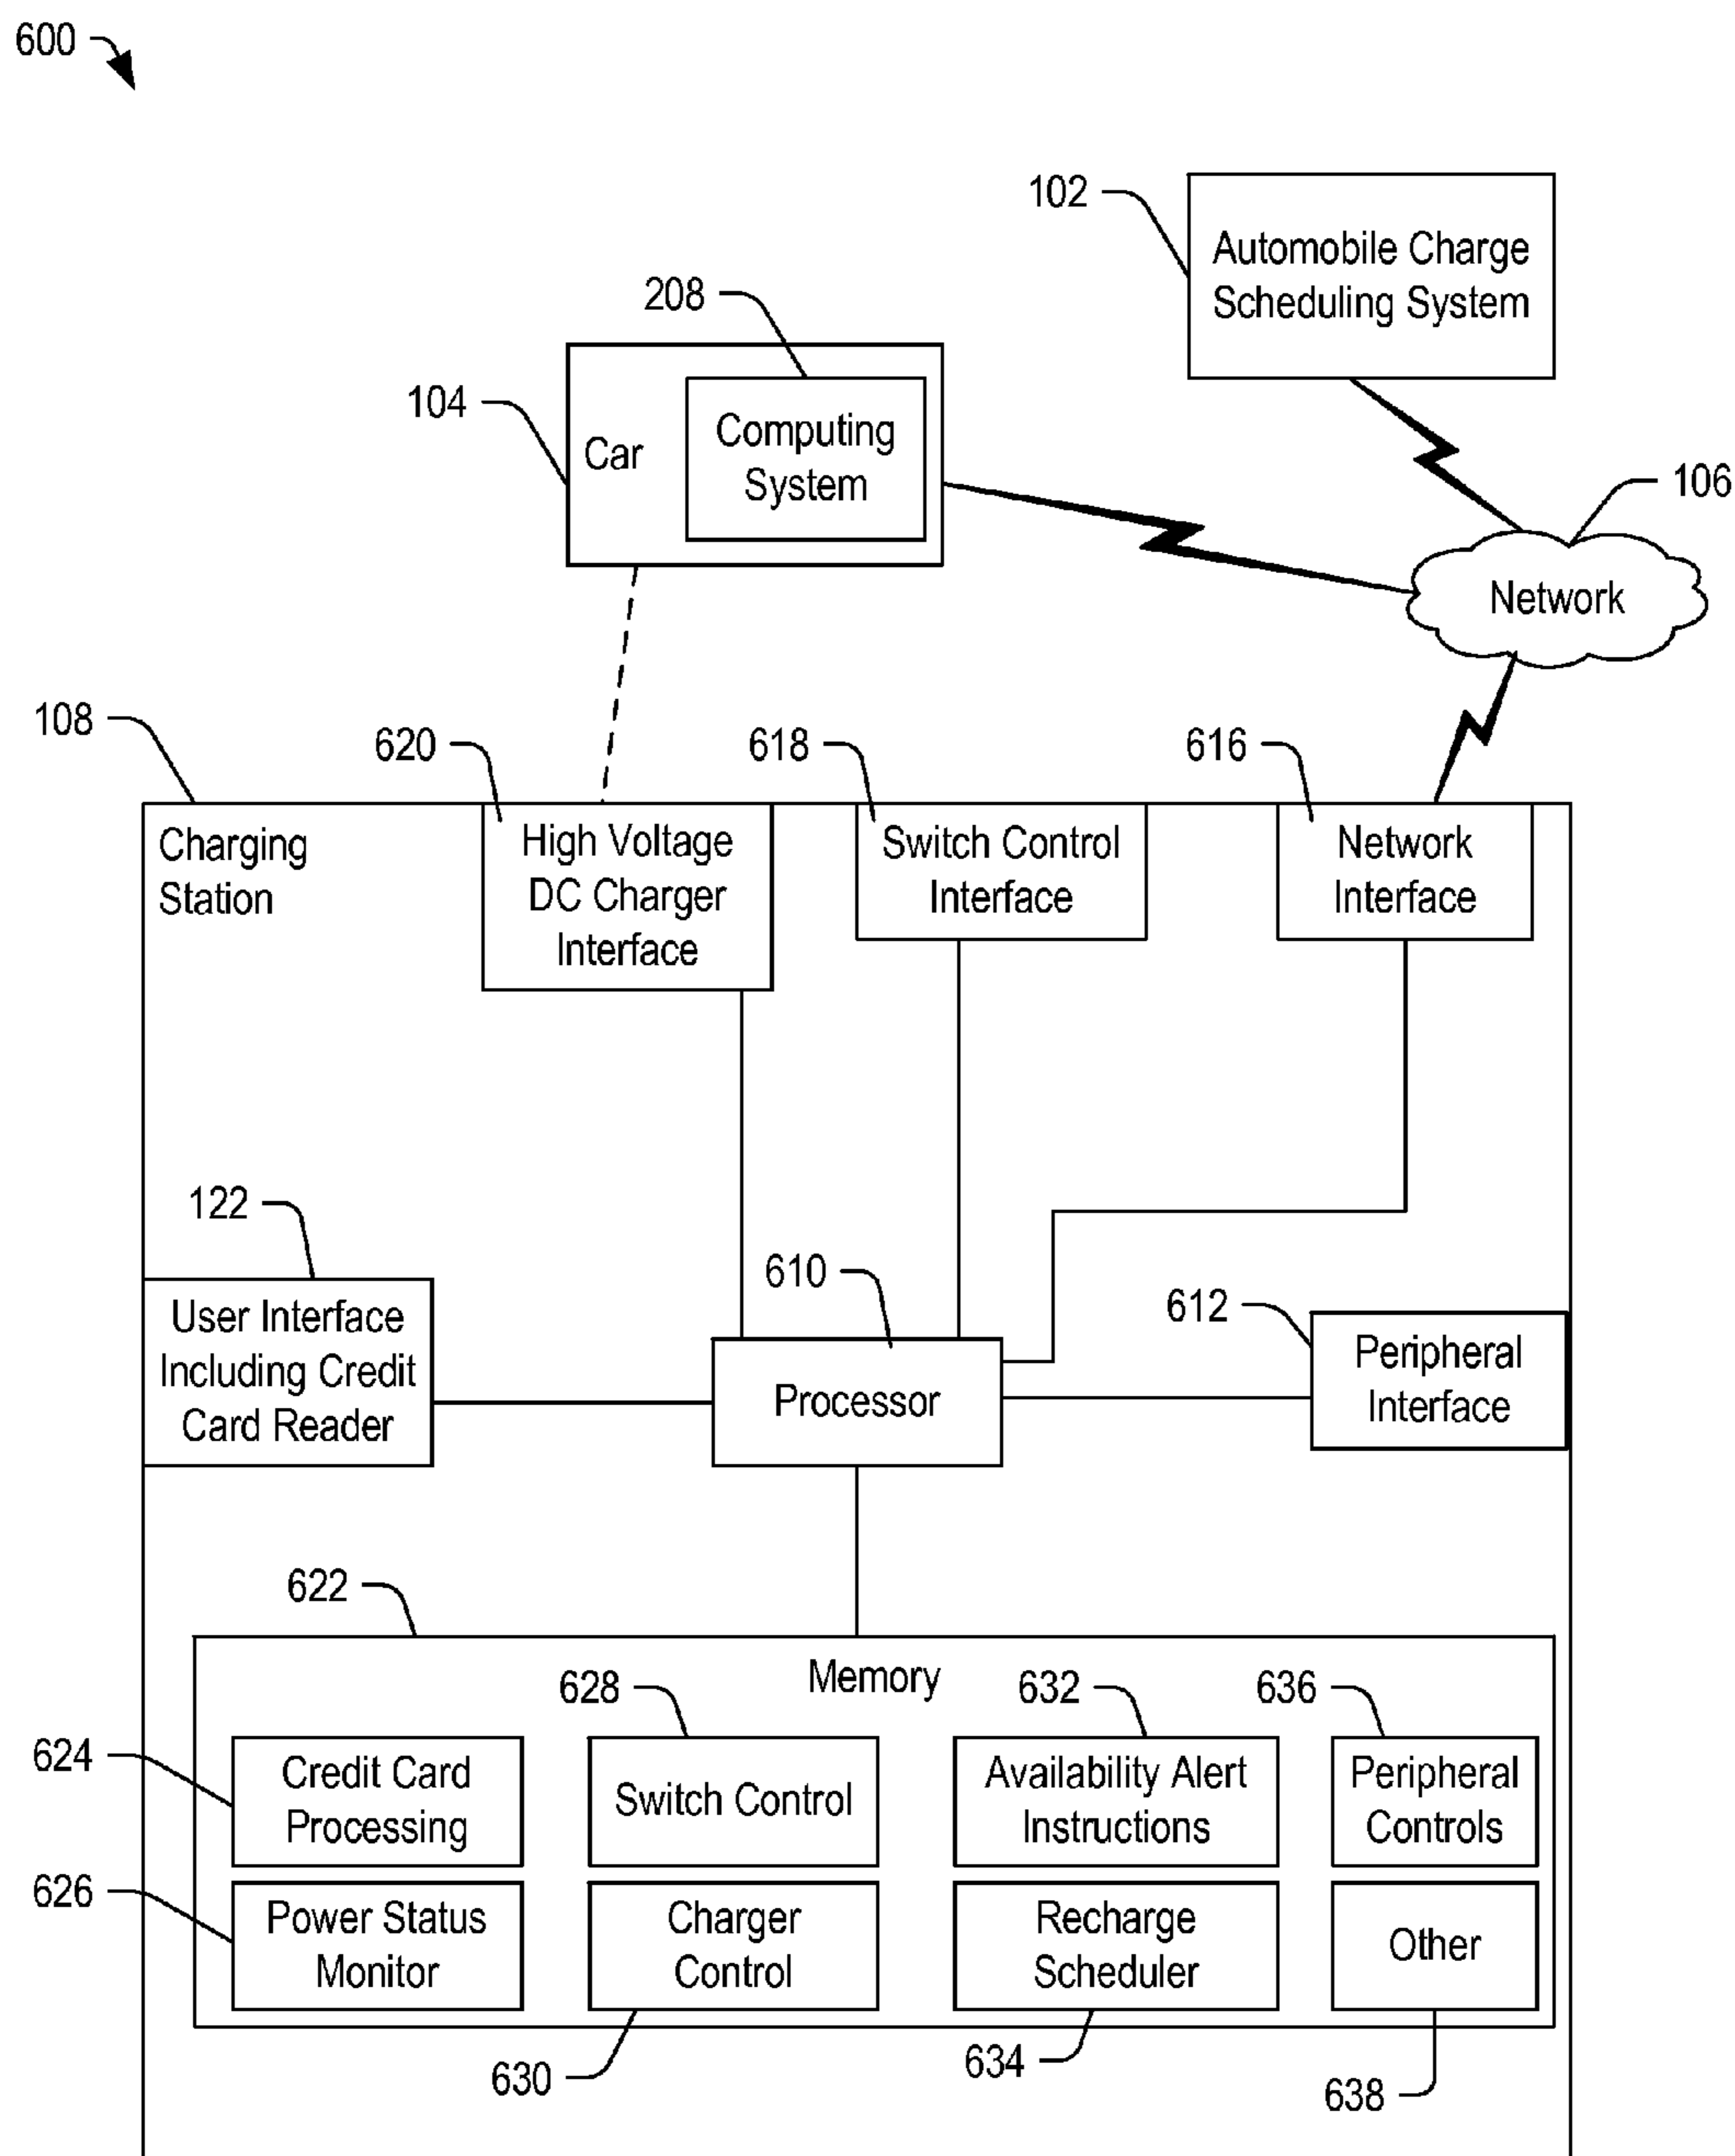 600
102
Automobile Charge
Scheduling System
208
104
Car
Computing
System
106
Network
108
620
618
616
Charging
Station
High Voltage
DC Charger
Interface
Switch Control
Interface
Network
Interface
122
User Interface
Including Credit
Card Reader
610
Processor
612
Peripheral
Interface
622
Memory
628
632
636
624
Credit Card
Processing
Switch Control
Availability Alert
Instructions
Peripheral
Controls
626
Power Status
Monitor
Charger
Control
Recharge
Scheduler
Other
630
634
638